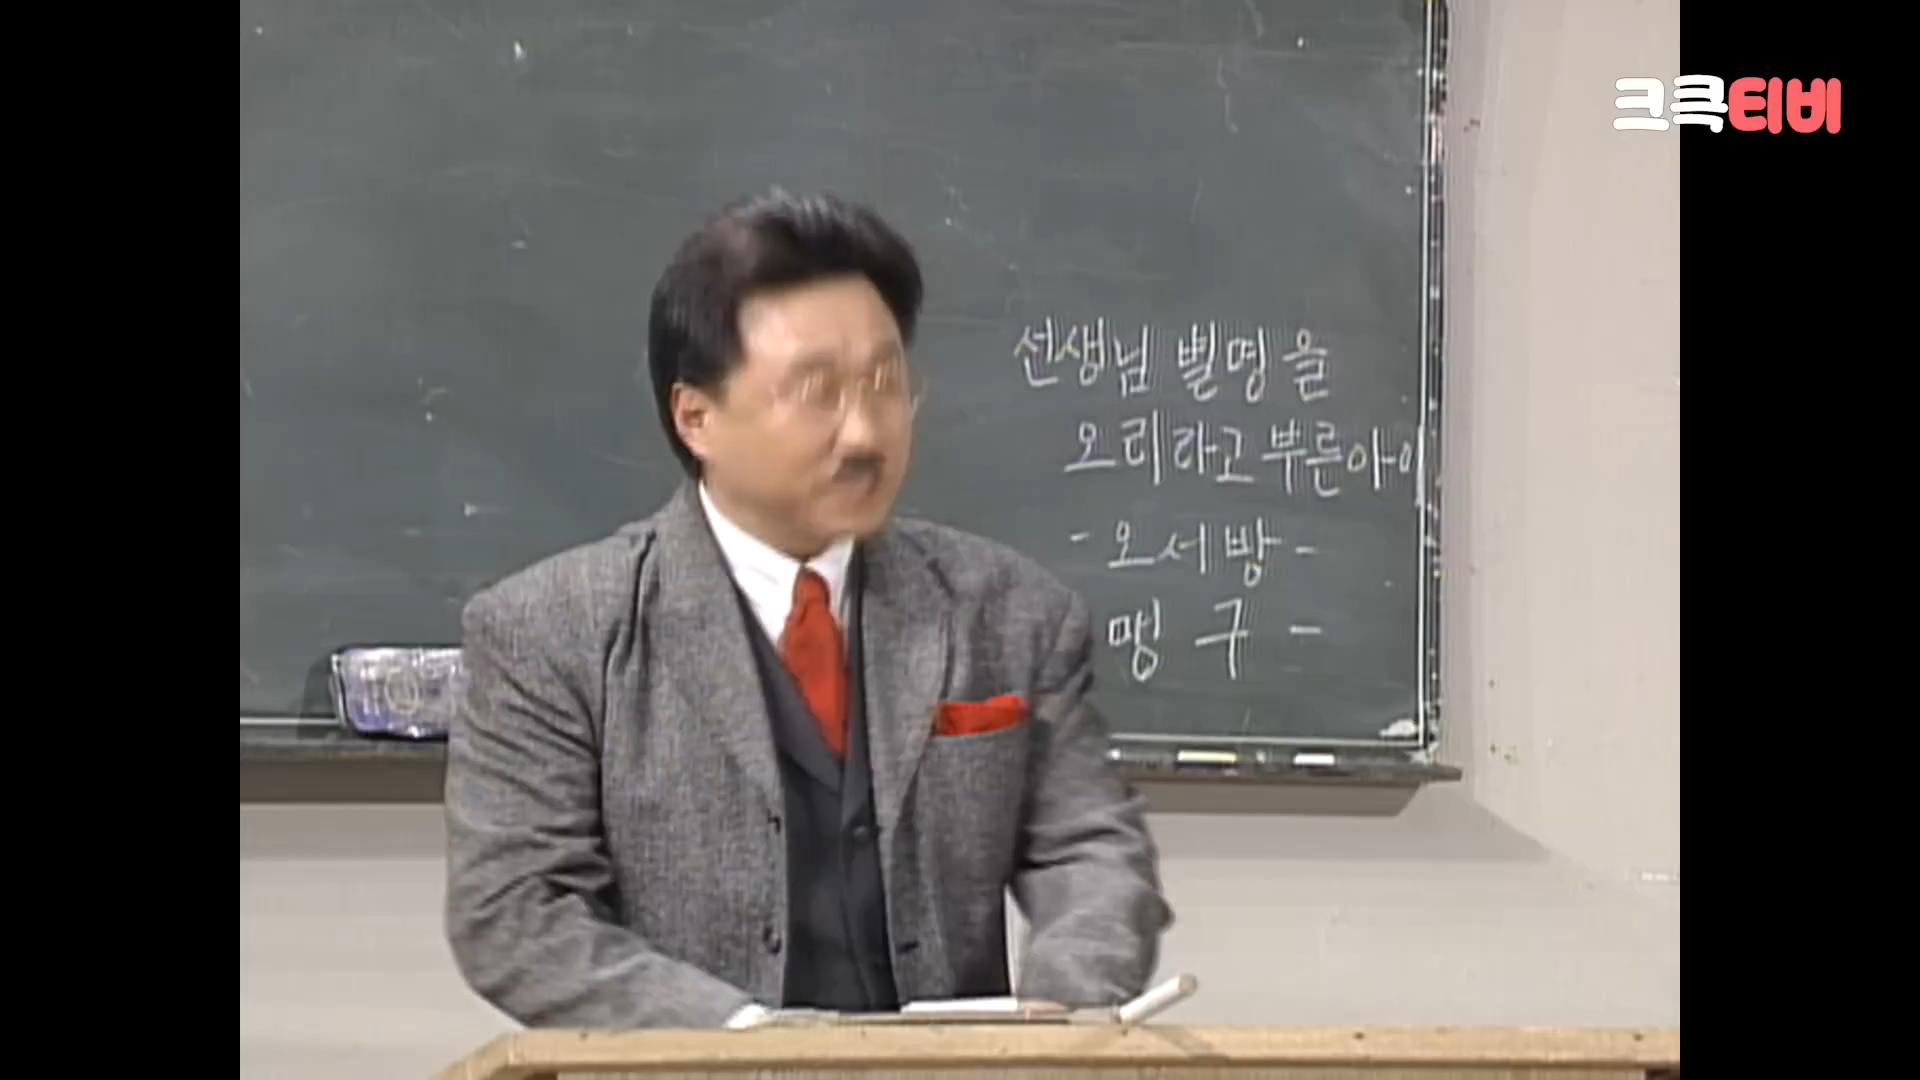 크큭티비
선생님 별명을
오리라고 부른아이
- 오서방 -
맹구 -